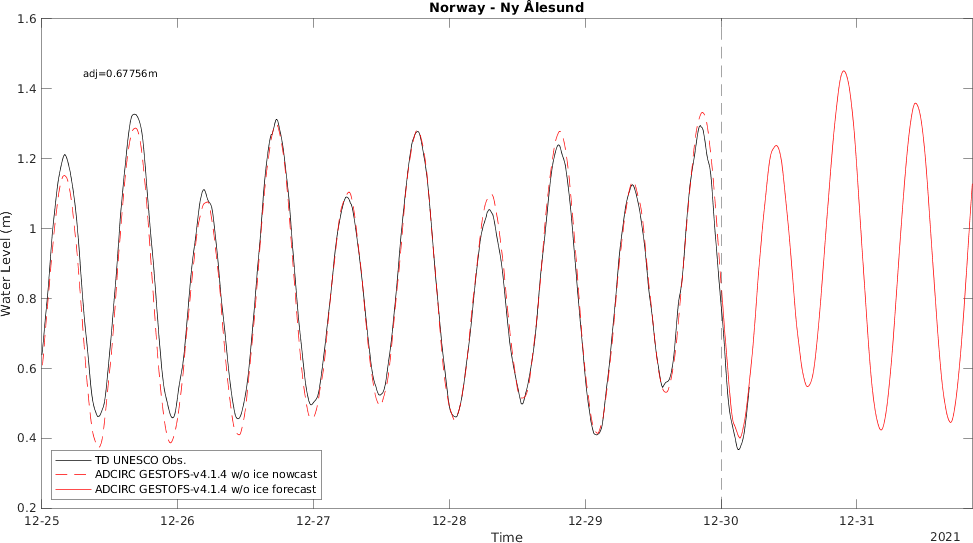 Norway - Ny Ålesund
1.6
adj=0.67756m
1.4
1.2
1
0.8
0.6
0.4
0.2
Water Level (m)
TD UNESCO Obs.
ADCIRC GESTOFS-v4.1.4 w/o ice nowcast
ADCIRC GESTOFS-v4.1.4 w/o ice forecast
12-25 12-26 12-27 12-28 12-29 12-30 12-31
Time
2021